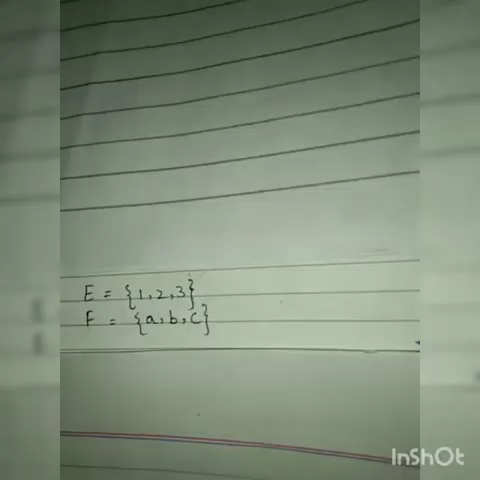 E = {1,2,3}
F = {a,b,c}
InShOt